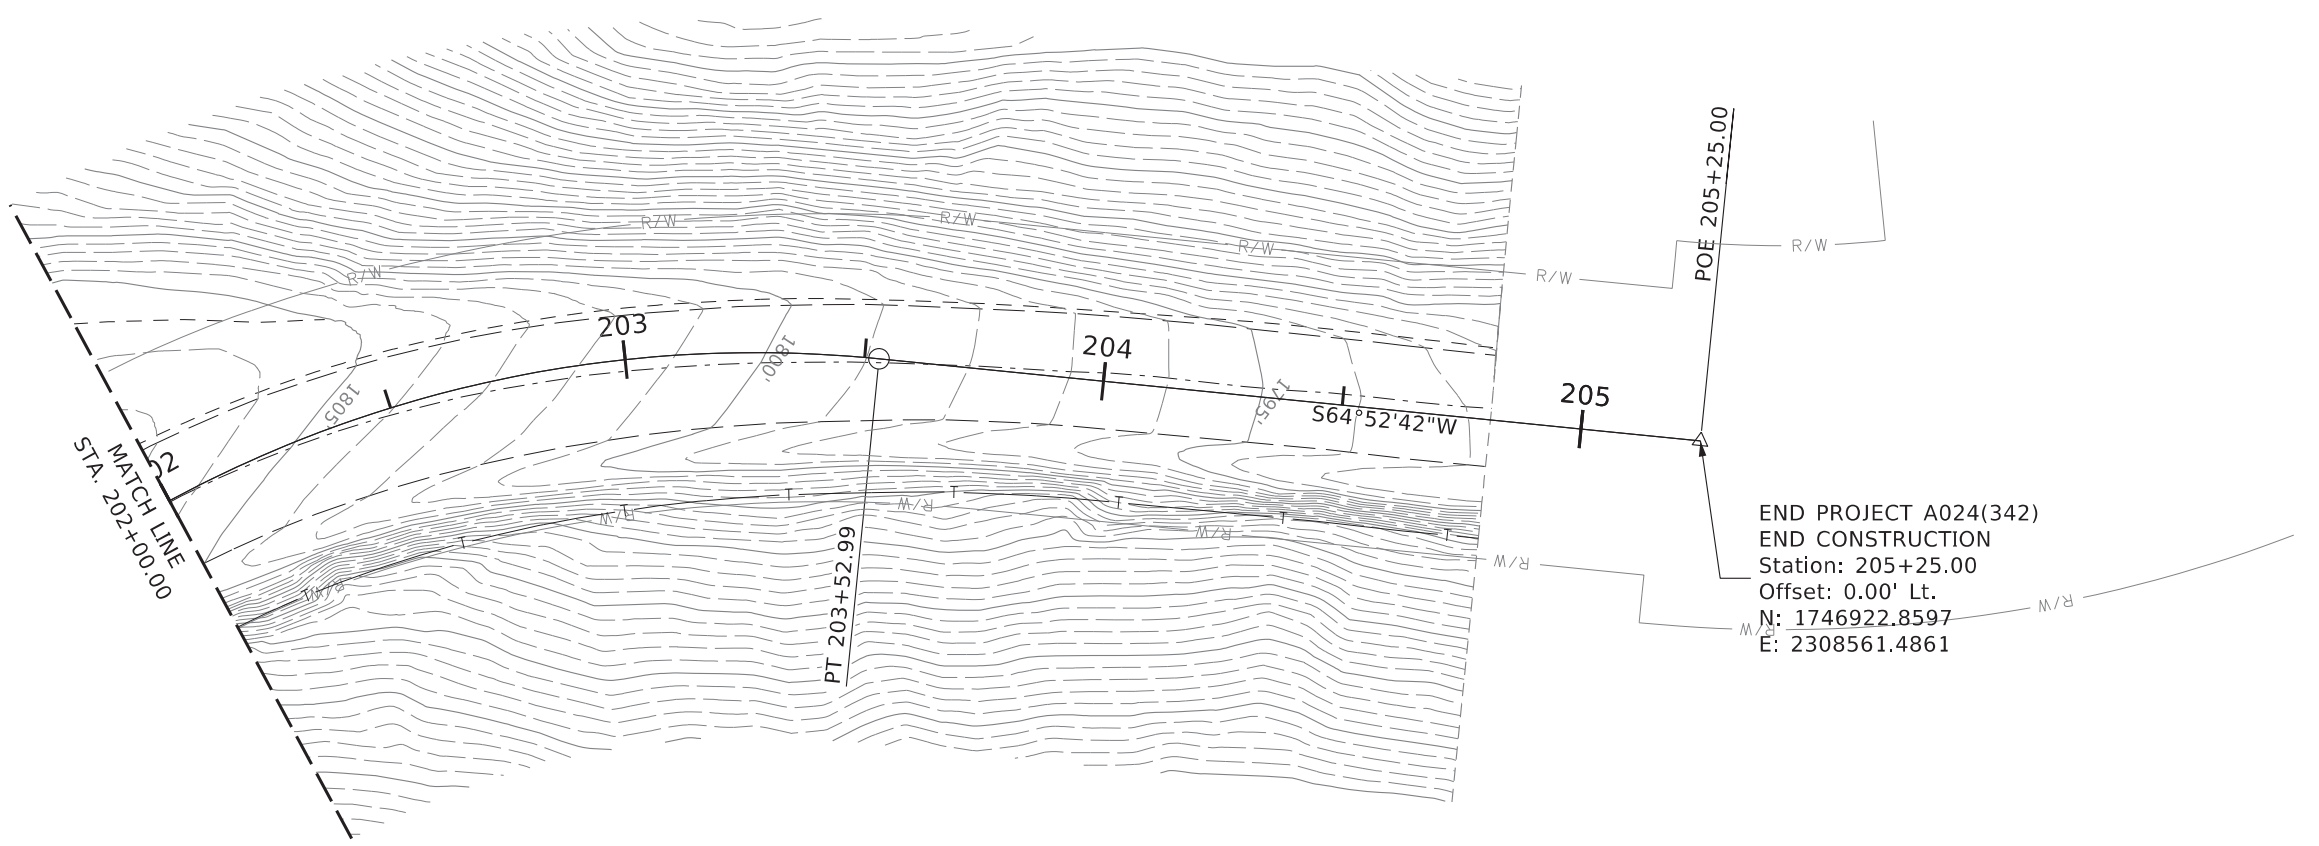 R/W
R/W
R/W
R/W
R/W
R/W
POE 205+25.00
203
204
205
1800'
1805'
1795'
S64°52'42"W
02
MATCH LINE
STA. 202+00.00
T
T
T
T
T
T
T
T
R/W
R/W
R/W
R/W
R/W
R/W
R/W
PT 203+52.99
END PROJECT A024(342)
END CONSTRUCTION
Station: 205+25.00
Offset: 0.00' Lt.
N: 1746922.8597
E: 2308561.4861